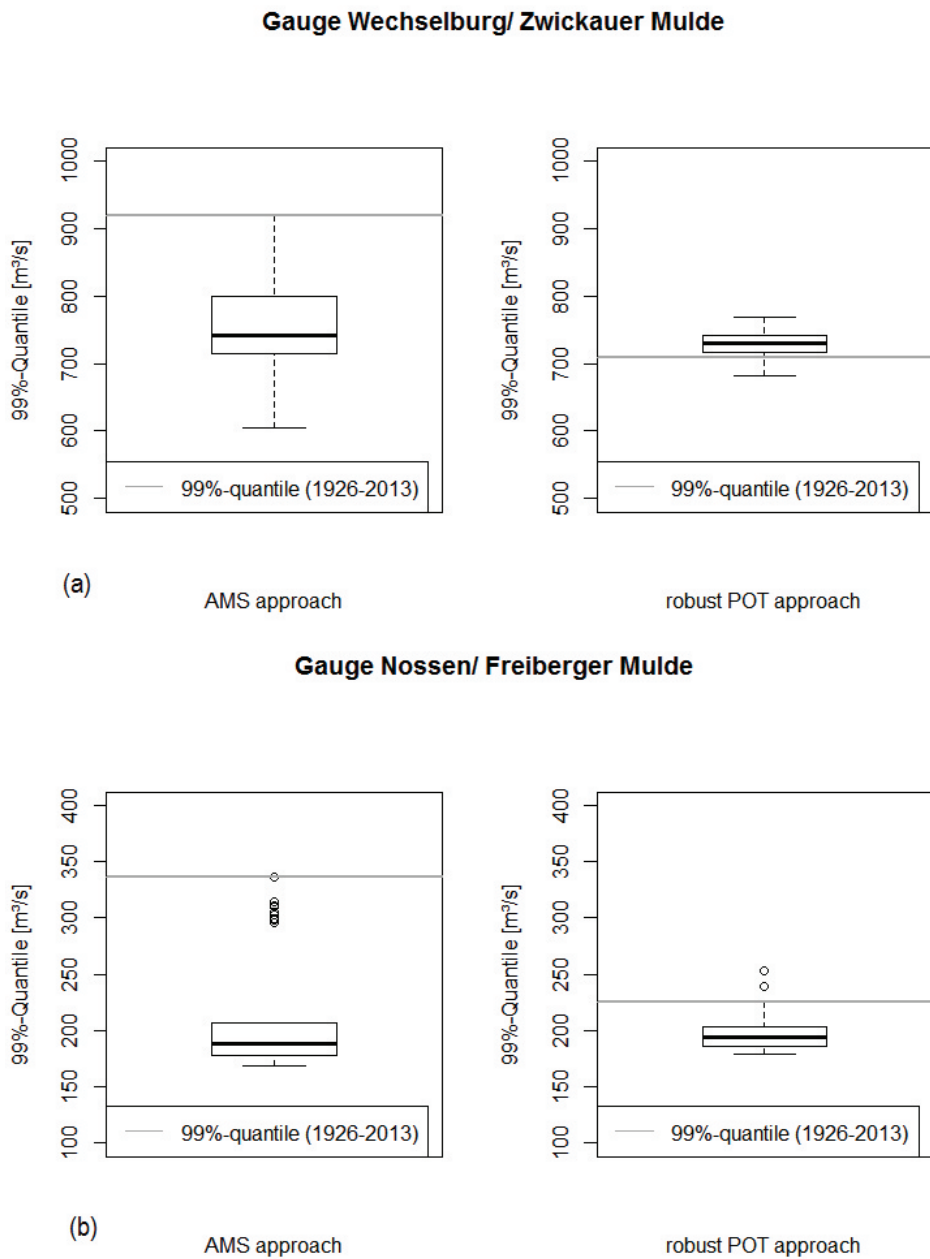 Gauge Wechselburg/ Zwickauer Mulde
99%-Quantile [m³/s]
1000
900
800
700
600
500
99%-quantile (1926-2013)
AMS approach
99%-Quantile [m³/s]
1000
900
800
700
600
500
99%-quantile (1926-2013)
robust POT approach
(a)
Gauge Nossen/ Freiberger Mulde
99%-Quantile [m³/s]
400
350
300
250
200
150
100
99%-quantile (1926-2013)
AMS approach
99%-Quantile [m³/s]
400
350
300
250
200
150
100
99%-quantile (1926-2013)
robust POT approach
(b)